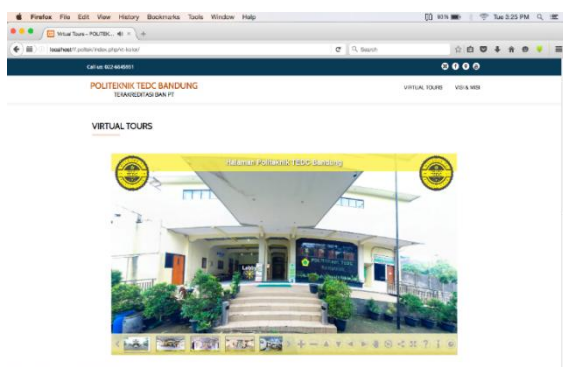 Firefox File Edit View History Bookmarks Tools Window Help
Tue 3:25 PM
Virtual Tours - POLITEK...
Search
Call us: 022-6645951
POLITEKNIK TEDC BANDUNG
TERAKREDITASI BAN PT
VIRTUAL TOURS
VISI & MISI
VIRTUAL TOURS
Halaman Politeknik TEDC Bandung